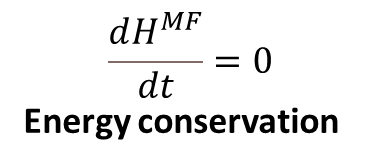 dH^{MF}/dt = 0
Energy conservation